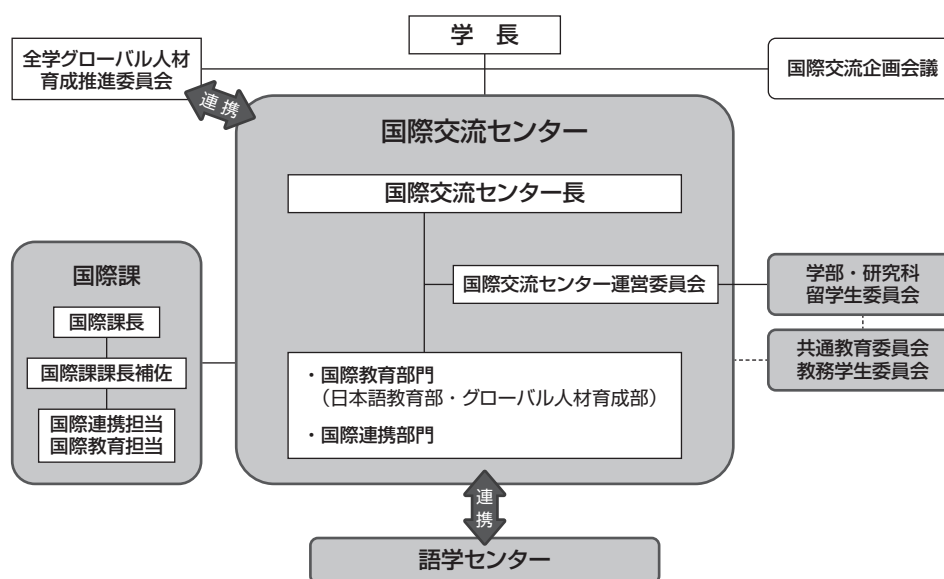 学 長
全学グローバル人材
育成推進委員会
国際交流企画会議
連携
国際交流センター
国際交流センター長
国際交流センター運営委員会
学部・研究科
留学生委員会
共通教育委員会
教務学生委員会
国際課
国際課長
国際課課長補佐
国際連携担当
国際教育担当
・国際教育部門
(日本語教育部・グローバル人材育成部)
・国際連携部門
連
携
語学センター